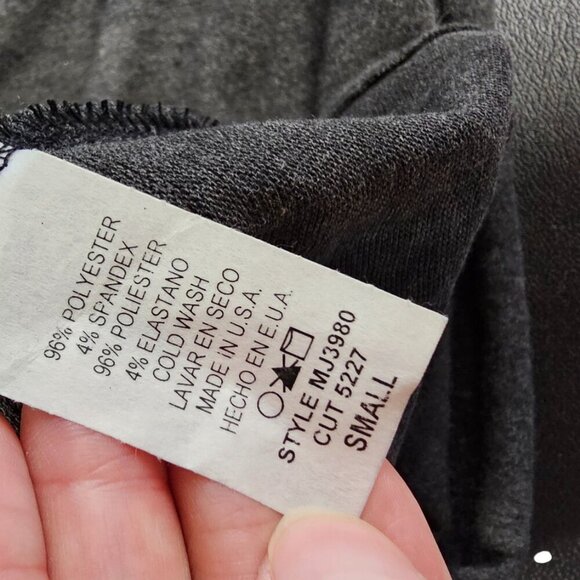 96% POLYESTER
4% SPANDEX
96% POLIESTER
4% ELASTANO
COLD WASH
LAVAR EN SECO
MADE IN U.S.A.
HECHO EN E.U.A.
STYLE MJ3980
CUT 5227
SMALL